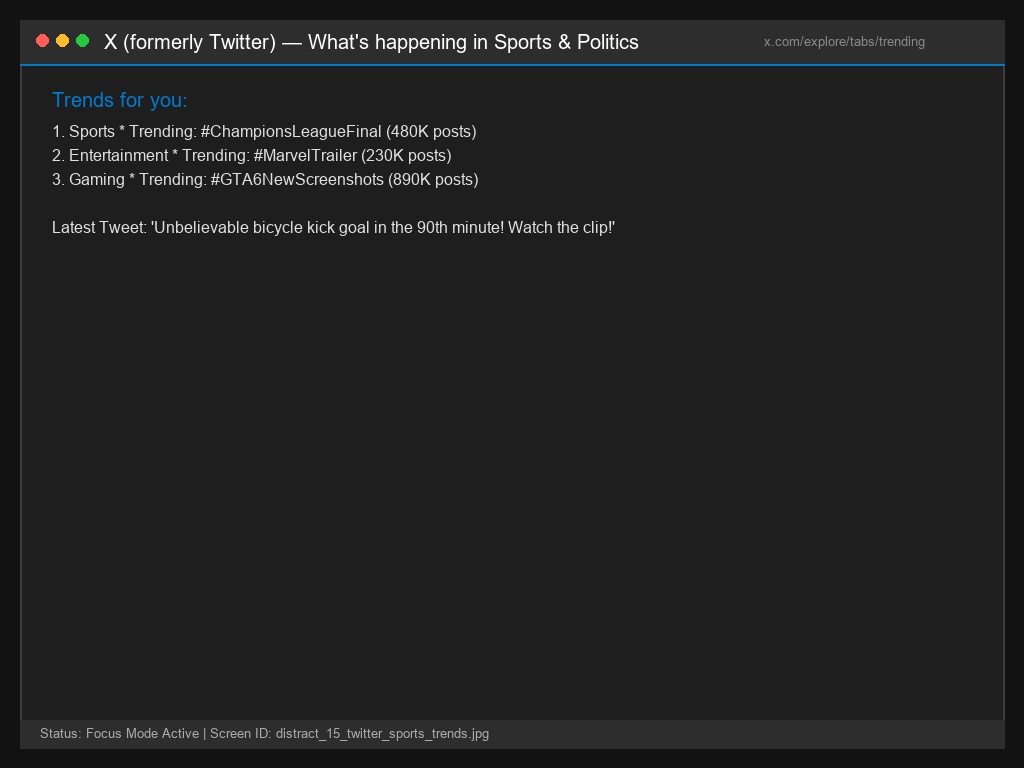 X (formerly Twitter) — What's happening in Sports & Politics
x.com/explore/tabs/trending
Trends for you:
1. Sports * Trending: #ChampionsLeagueFinal (480K posts)
2. Entertainment * Trending: #MarvelTrailer (230K posts)
3. Gaming * Trending: #GTA6NewScreenshots (890K posts)
Latest Tweet: 'Unbelievable bicycle kick goal in the 90th minute! Watch the clip!'
Status: Focus Mode Active | Screen ID: distract_15_twitter_sports_trends.jpg